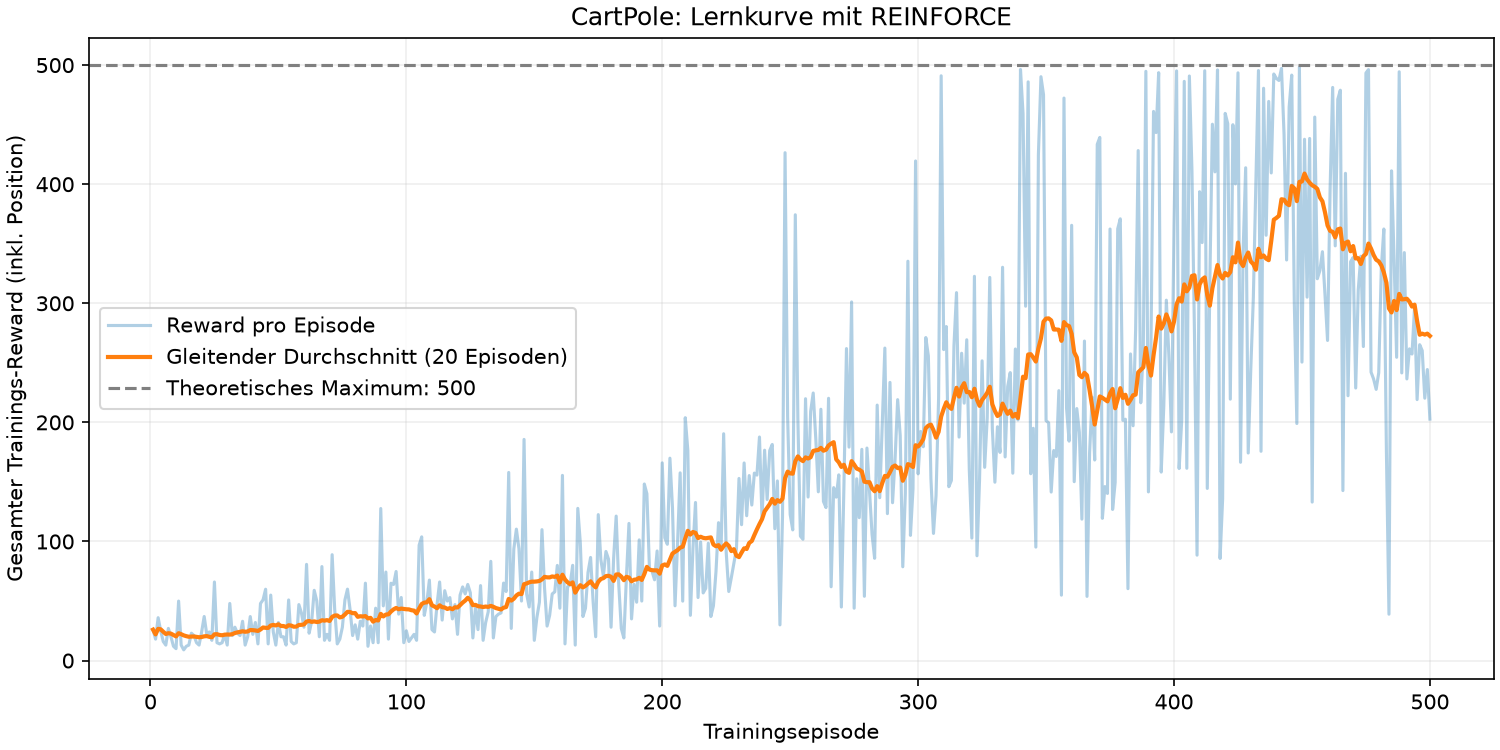 CartPole: Lernkurve mit REINFORCE
Gesamter Trainings-Reward (inkl. Position)
500
400
300
200
100
0
Reward pro Episode
Gleitender Durchschnitt (20 Episoden)
Theoretisches Maximum: 500
0 100 200 300 400 500
Trainingsepisode